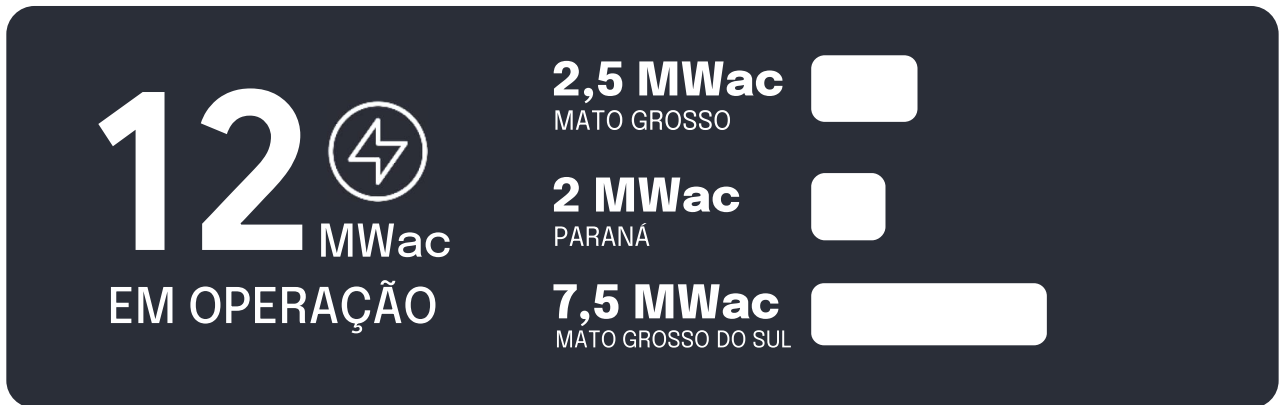 12
MWac
EM OPERAÇÃO
2,5 MWac
MATO GROSSO
2 MWac
PARANÁ
7,5 MWac
MATO GROSSO DO SUL